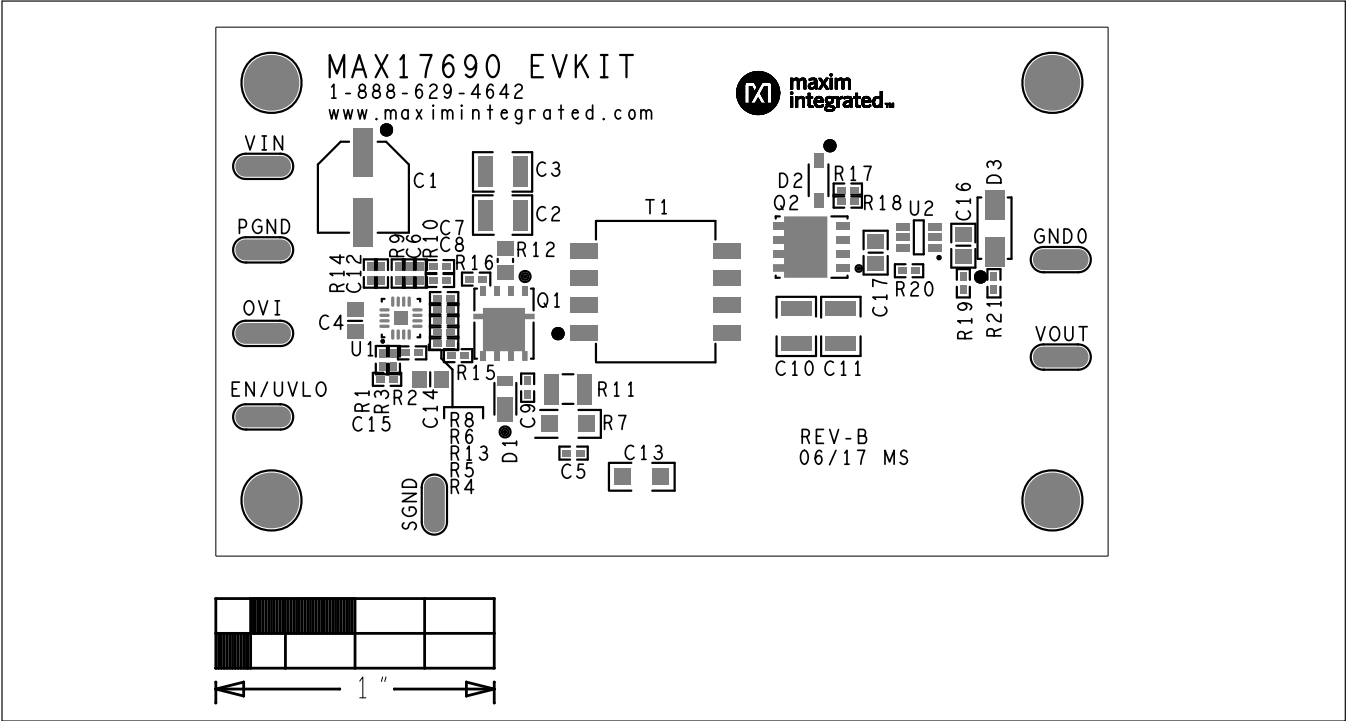 MAX17690 EVKIT
1-888-629-4642
www.maximintegrated.com
maxim
integrated™
VIN
PGND
OVI
EN/UVLO
SGND
C1
C3
C2
C7
C8
R10
C6
R9
R14
C12
R16
R12
C4
U1
Q1
R15
R1
R3
R2
C15
C14
R8
R6
R13
R5
R4
D1
C9
R11
R7
C5
C13
T1
D2
Q2
R17
R18
U2
C16
D3
C17
R20
R19
R21
C10
C11
GND0
VOUT
REV-B
06/17 MS
1 "